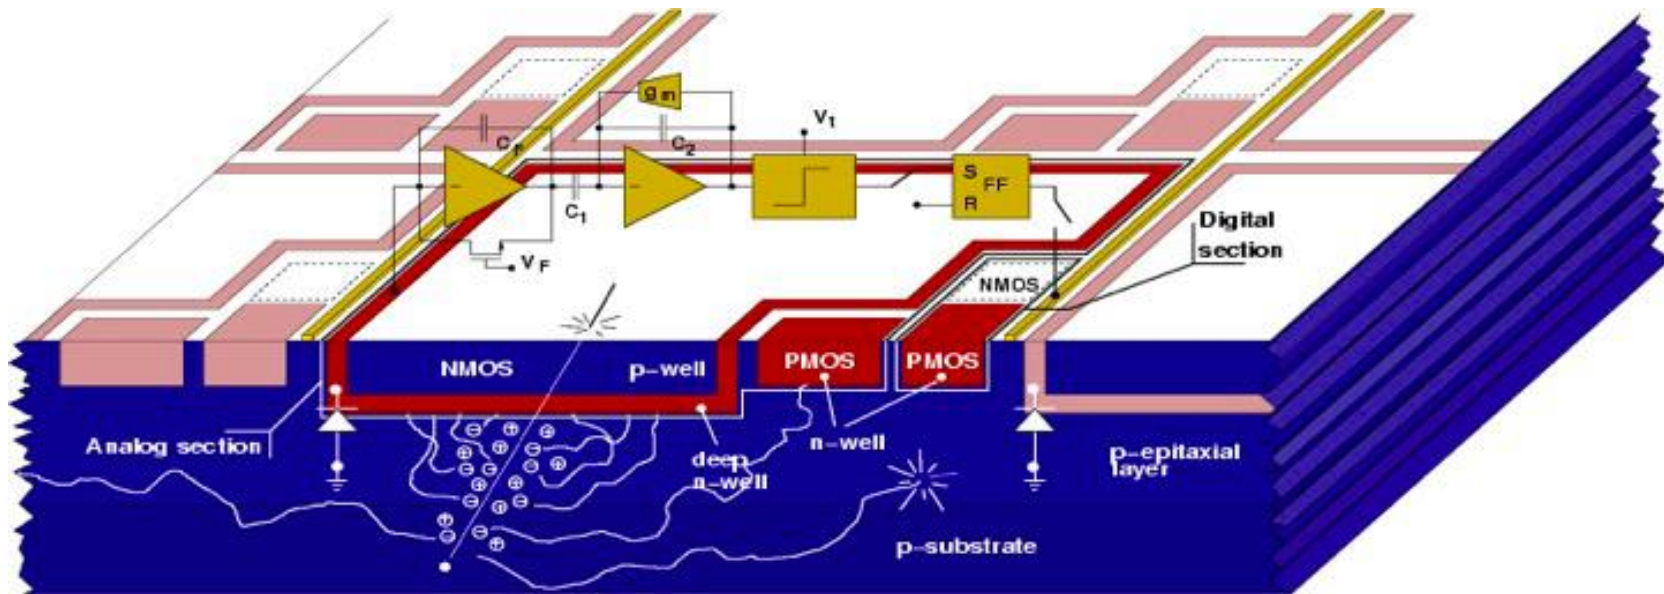 g m
C F
C 2
V 1
C 1
V F
S
FF
R
Digital
section
NMOS
NMOS
p-well
PMOS
PMOS
Analog section
deep
n-well
n-well
p-epitaxial
layer
p-substrate